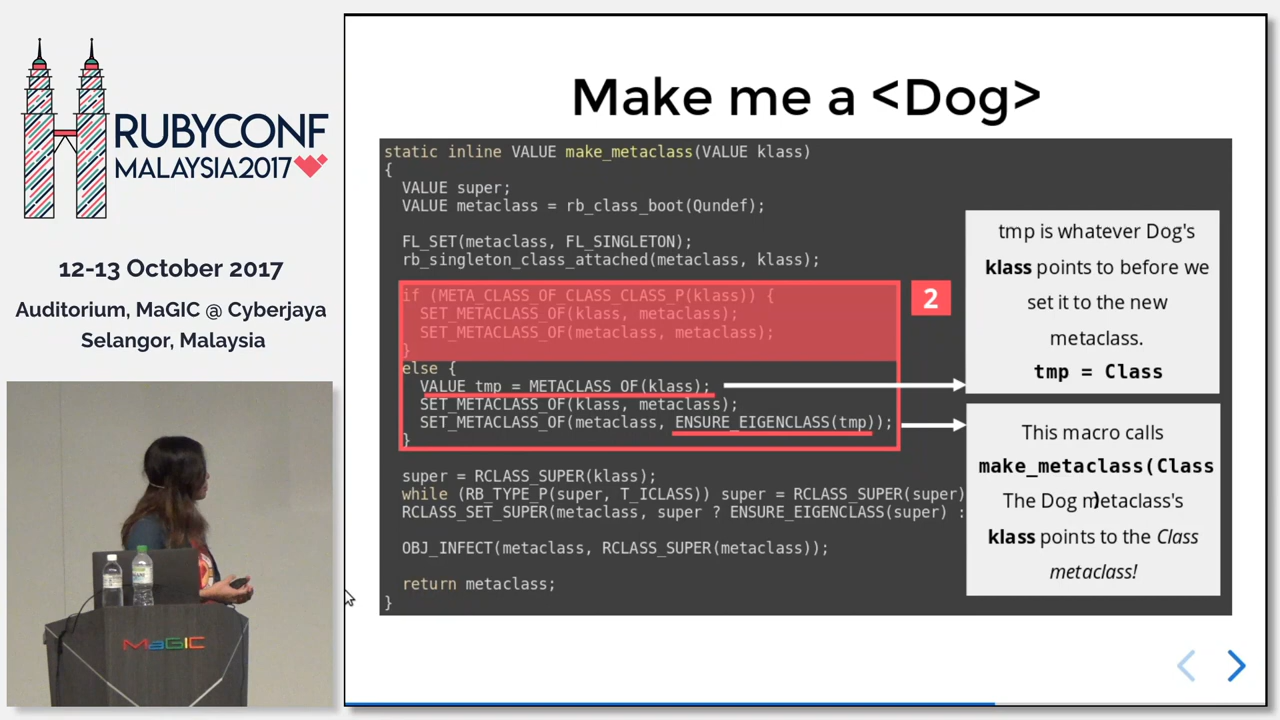 RUBYCONF
MALAYSIA2017
12-13 October 2017
Auditorium, MaGIC @ Cyberjaya
Selangor, Malaysia
MaGIC
Make me a <Dog>
static inline VALUE make_metaclass(VALUE klass)
{
VALUE super;
VALUE metaclass = rb_class_boot(Qundef);
FL_SET(metaclass, FL_SINGLETON);
rb_singleton_class_attached(metaclass, klass);
if (META_CLASS_OF_CLASS_CLASS_P(klass)) {
SET_METACLASS_OF(klass, metaclass);
SET_METACLASS_OF(metaclass, metaclass);
}
else {
VALUE tmp = METACLASS_OF(klass);
SET_METACLASS_OF(klass, metaclass);
SET_METACLASS_OF(metaclass, ENSURE_EIGENCLASS(tmp));
}
super = RCLASS_SUPER(klass);
while (RB_TYPE_P(super, T_ICLASS)) super = RCLASS_SUPER(super)
RCLASS_SET_SUPER(metaclass, super ? ENSURE_EIGENCLASS(super) :
OBJ_INFECT(metaclass, RCLASS_SUPER(metaclass));
return metaclass;
}
2
tmp is whatever Dog's
klass points to before we
set it to the new
metaclass.
tmp = Class
This macro calls
make_metaclass(Class
)
The Dog metaclass's
klass points to the Class
metaclass!